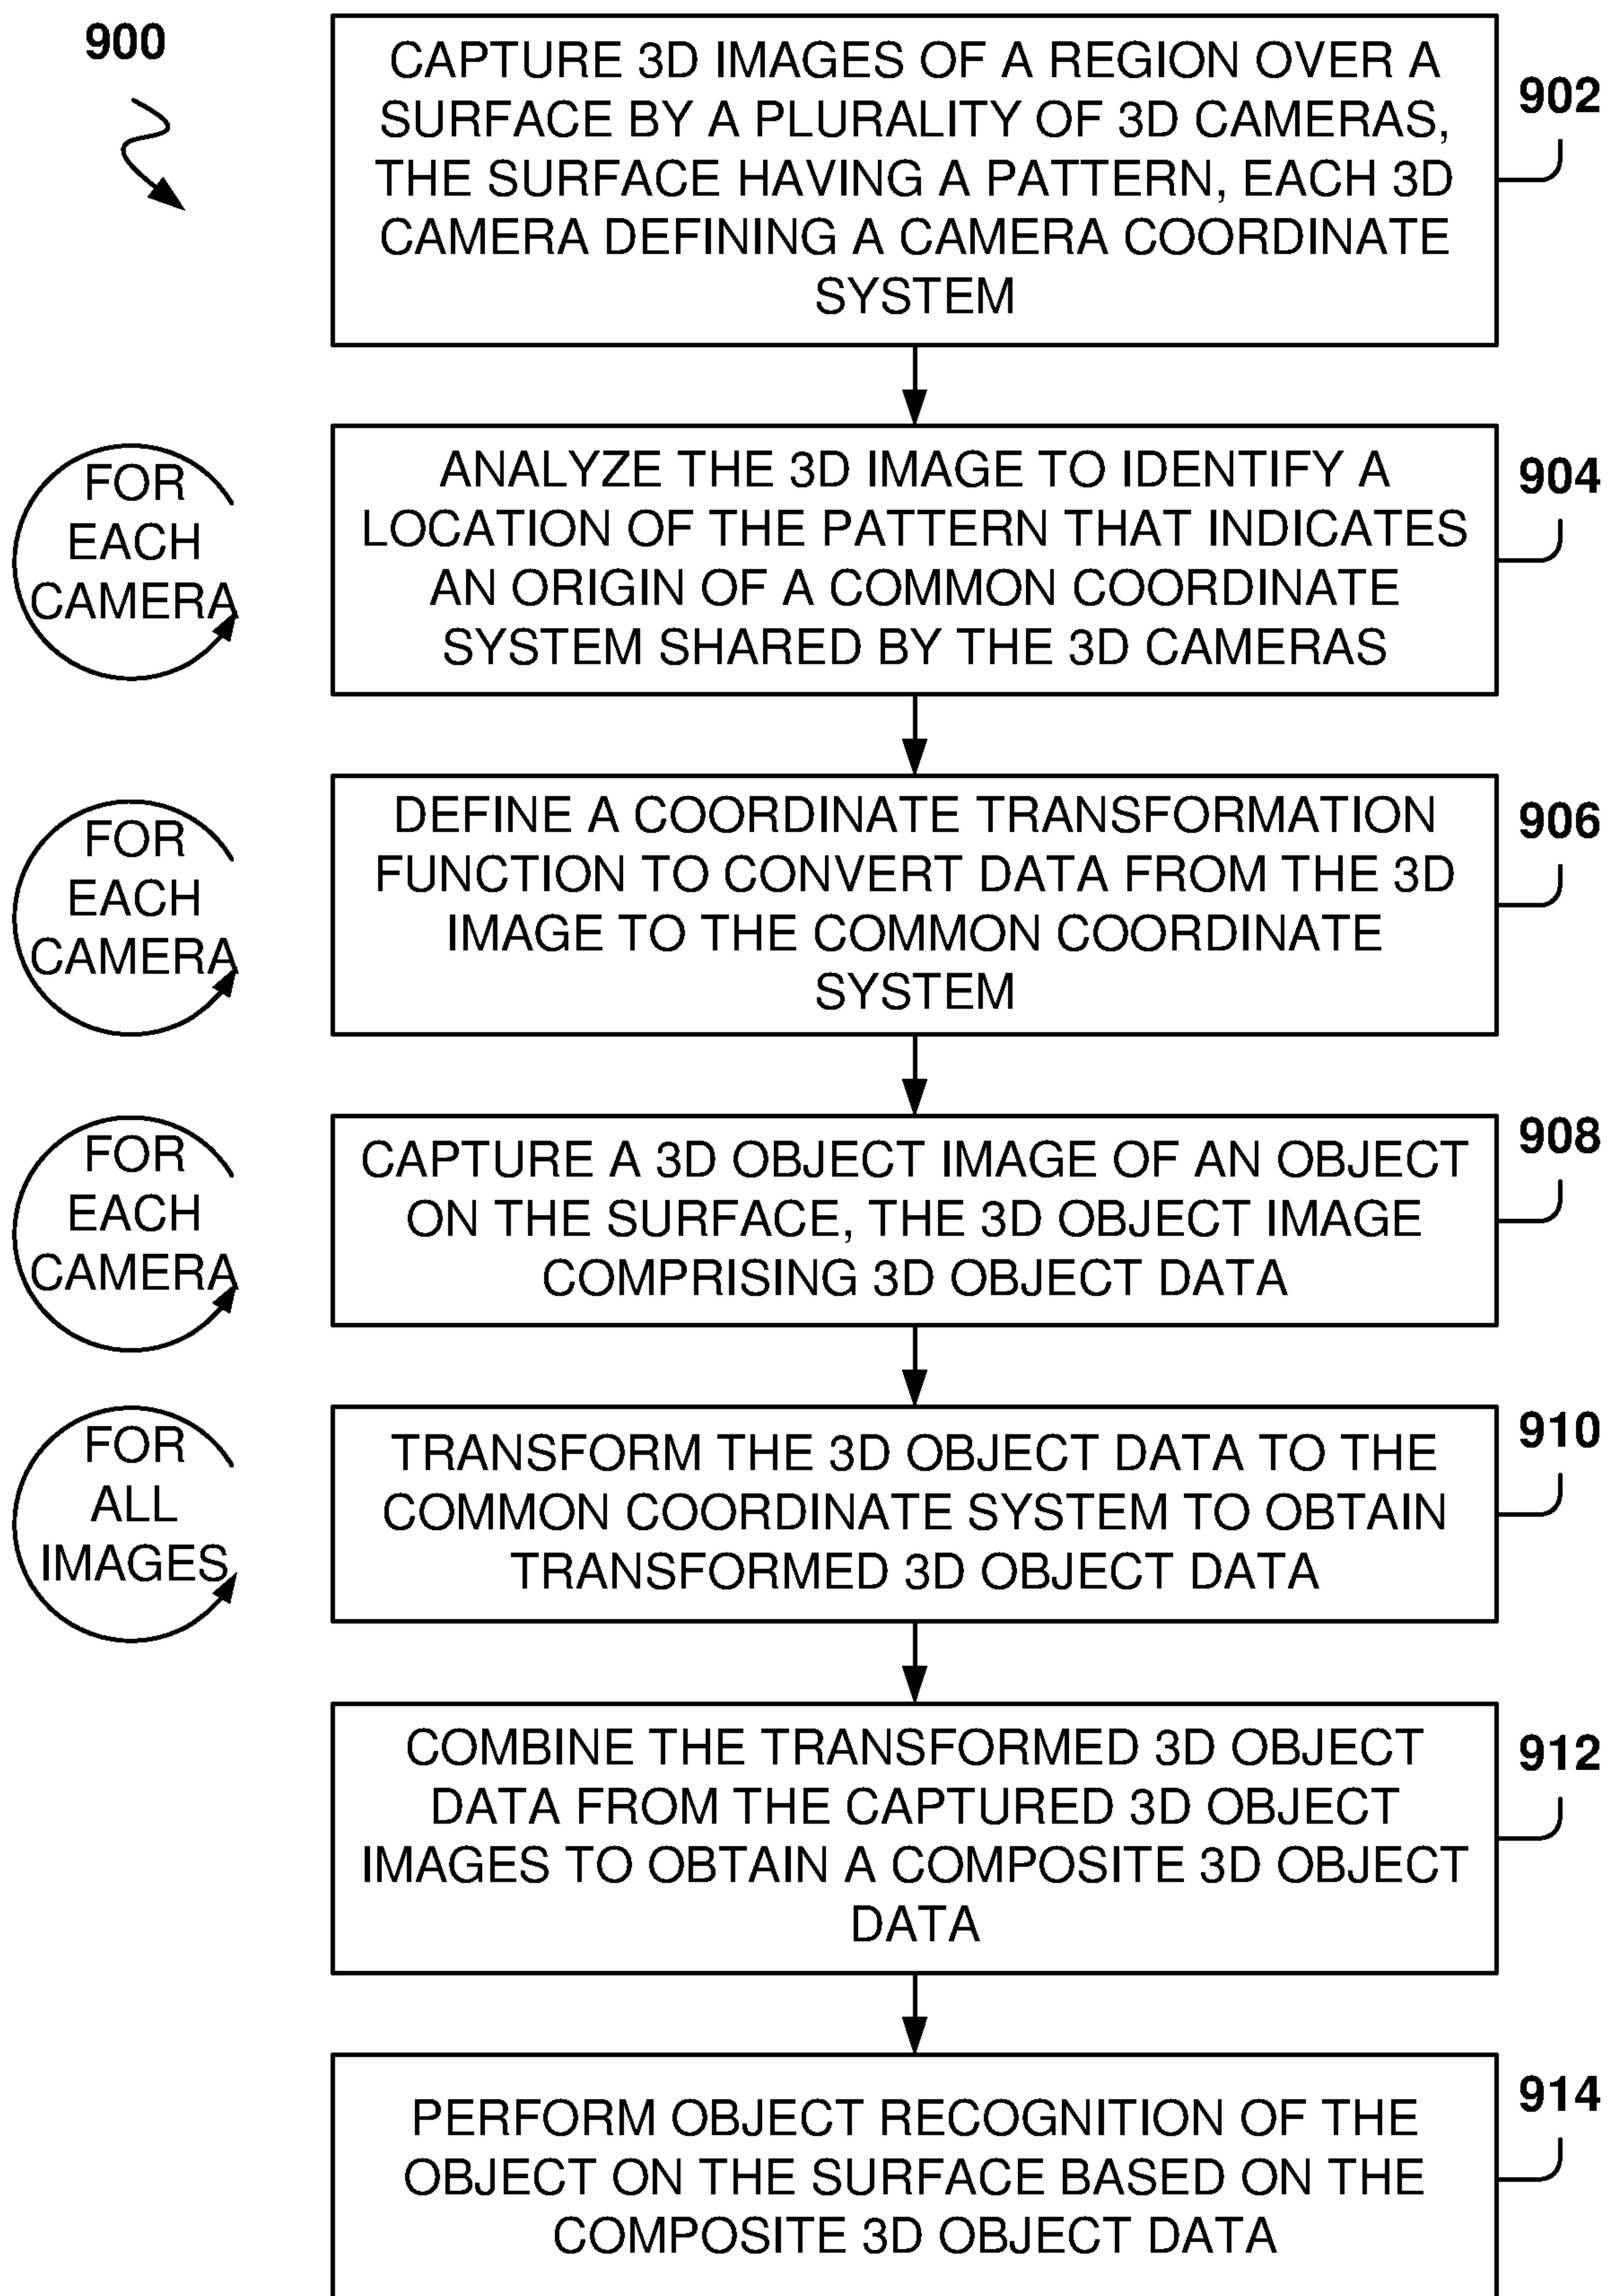 900
CAPTURE 3D IMAGES OF A REGION OVER A
SURFACE BY A PLURALITY OF 3D CAMERAS,
THE SURFACE HAVING A PATTERN, EACH 3D
CAMERA DEFINING A CAMERA COORDINATE
SYSTEM
902
FOR
EACH
CAMERA
ANALYZE THE 3D IMAGE TO IDENTIFY A
LOCATION OF THE PATTERN THAT INDICATES
AN ORIGIN OF A COMMON COORDINATE
SYSTEM SHARED BY THE 3D CAMERAS
904
FOR
EACH
CAMERA
DEFINE A COORDINATE TRANSFORMATION
FUNCTION TO CONVERT DATA FROM THE 3D
IMAGE TO THE COMMON COORDINATE
SYSTEM
906
FOR
EACH
CAMERA
CAPTURE A 3D OBJECT IMAGE OF AN OBJECT
ON THE SURFACE, THE 3D OBJECT IMAGE
COMPRISING 3D OBJECT DATA
908
FOR
ALL
IMAGES
TRANSFORM THE 3D OBJECT DATA TO THE
COMMON COORDINATE SYSTEM TO OBTAIN
TRANSFORMED 3D OBJECT DATA
910
COMBINE THE TRANSFORMED 3D OBJECT
DATA FROM THE CAPTURED 3D OBJECT
IMAGES TO OBTAIN A COMPOSITE 3D OBJECT
DATA
912
PERFORM OBJECT RECOGNITION OF THE
OBJECT ON THE SURFACE BASED ON THE
COMPOSITE 3D OBJECT DATA
914